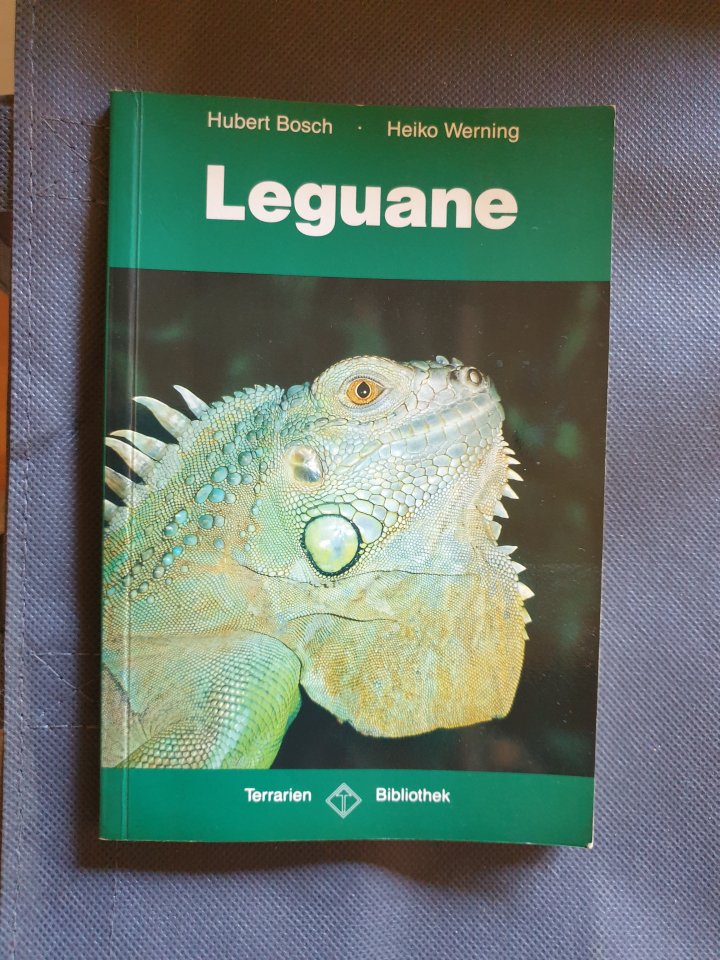 Hubert Bosch · Heiko Werning
Leguane
Terrarien T Bibliothek